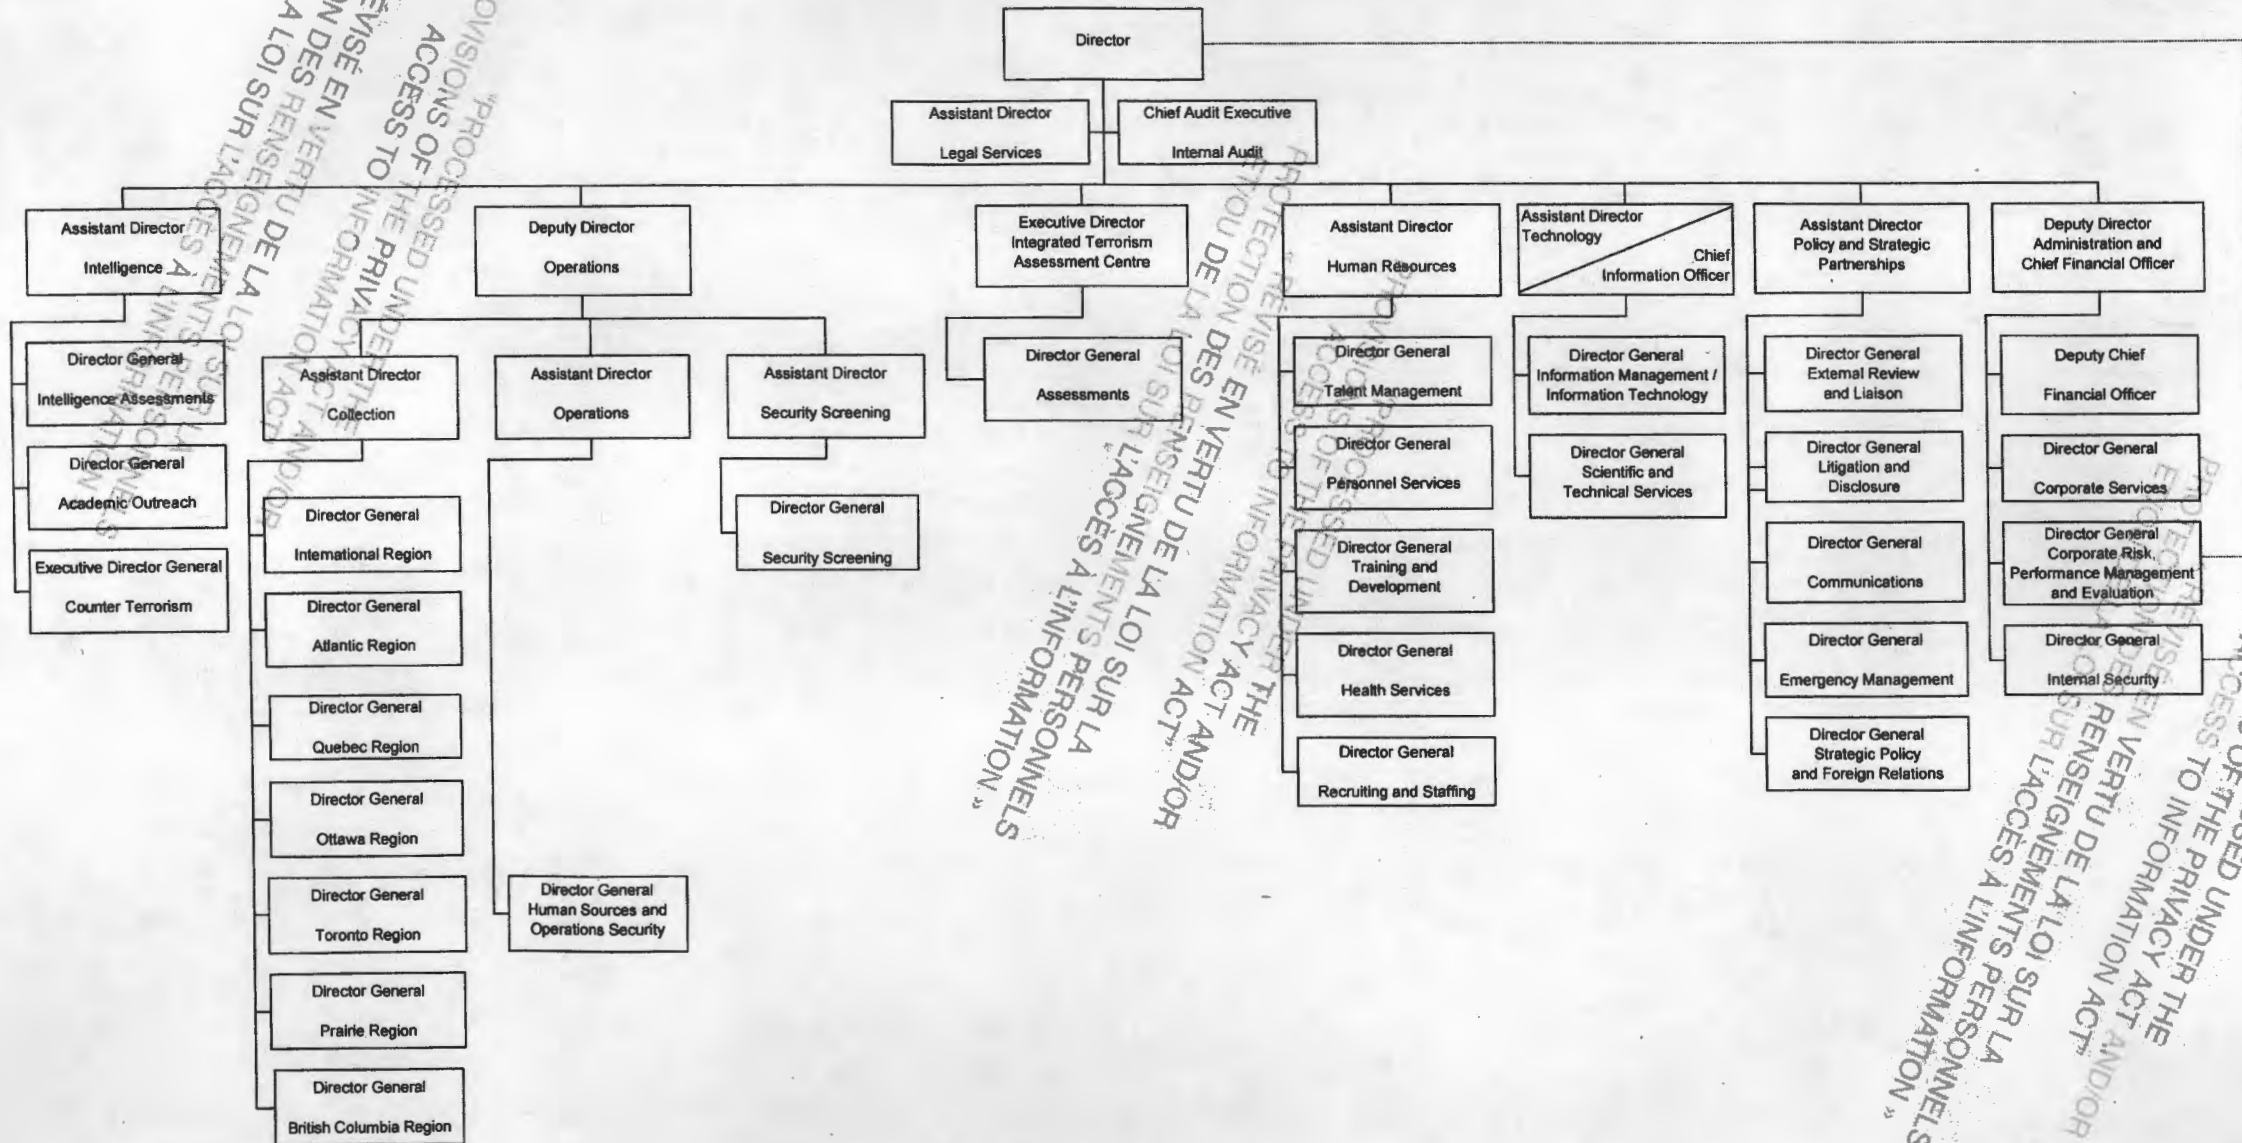 Director
Assistant Director
Legal Services
Chief Audit Executive
Internal Audit
Assistant Director
Intelligence
Deputy Director
Operations
Executive Director
Integrated Terrorism
Assessment Centre
Assistant Director
Human Resources
Assistant Director
Technology
Chief
Information Officer
Assistant Director
Policy and Strategic
Partnerships
Deputy Director
Administration and
Chief Financial Officer
Director General
Intelligence Assessments
Director General
Academic Outreach
Executive Director General
Counter Terrorism
Assistant Director
Collection
Director General
International Region
Director General
Atlantic Region
Director General
Quebec Region
Director General
Ottawa Region
Director General
Toronto Region
Director General
Prairie Region
Director General
British Columbia Region
Assistant Director
Operations
Director General
Human Sources and
Operations Security
Assistant Director
Security Screening
Director General
Security Screening
Director General
Assessments
Director General
Talent Management
Director General
Personnel Services
Director General
Training and
Development
Director General
Health Services
Director General
Recruiting and Staffing
Director General
Information Management /
Information Technology
Director General
Scientific and
Technical Services
Director General
External Review
and Liaison
Director General
Litigation and
Disclosure
Director General
Communications
Director General
Emergency Management
Director General
Strategic Policy
and Foreign Relations
Deputy Chief
Financial Officer
Director General
Corporate Services
Director General
Corporate Risk,
Performance Management
and Evaluation
Director General
Internal Security
"PROCESSED UNDER THE
PROVISIONS OF THE PRIVACY ACT AND/OR
ACCESS TO INFORMATION ACT"
« RÉVISÉ EN VERTU DE LA LOI SUR LA
PROTECTION DES RENSEIGNEMENTS PERSONNELS
ET/OU DE LA LOI SUR L'ACCÈS À L'INFORMATION »